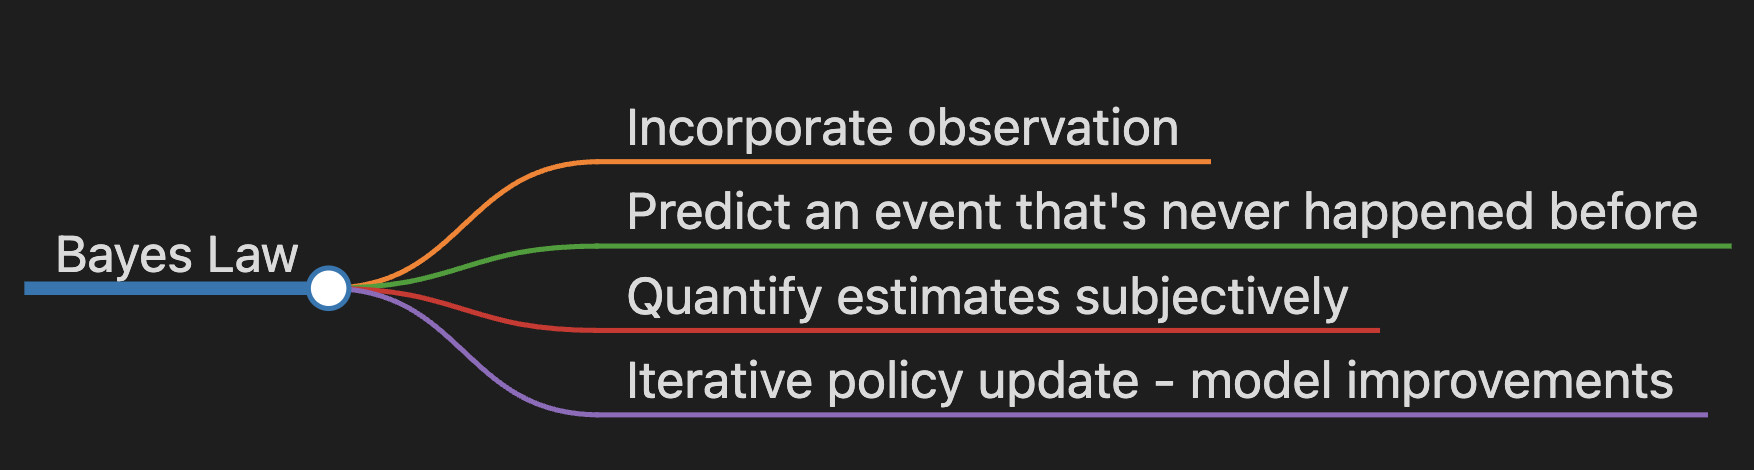 Incorporate observation
Predict an event that's never happened before
Bayes Law
Quantify estimates subjectively
Iterative policy update - model improvements